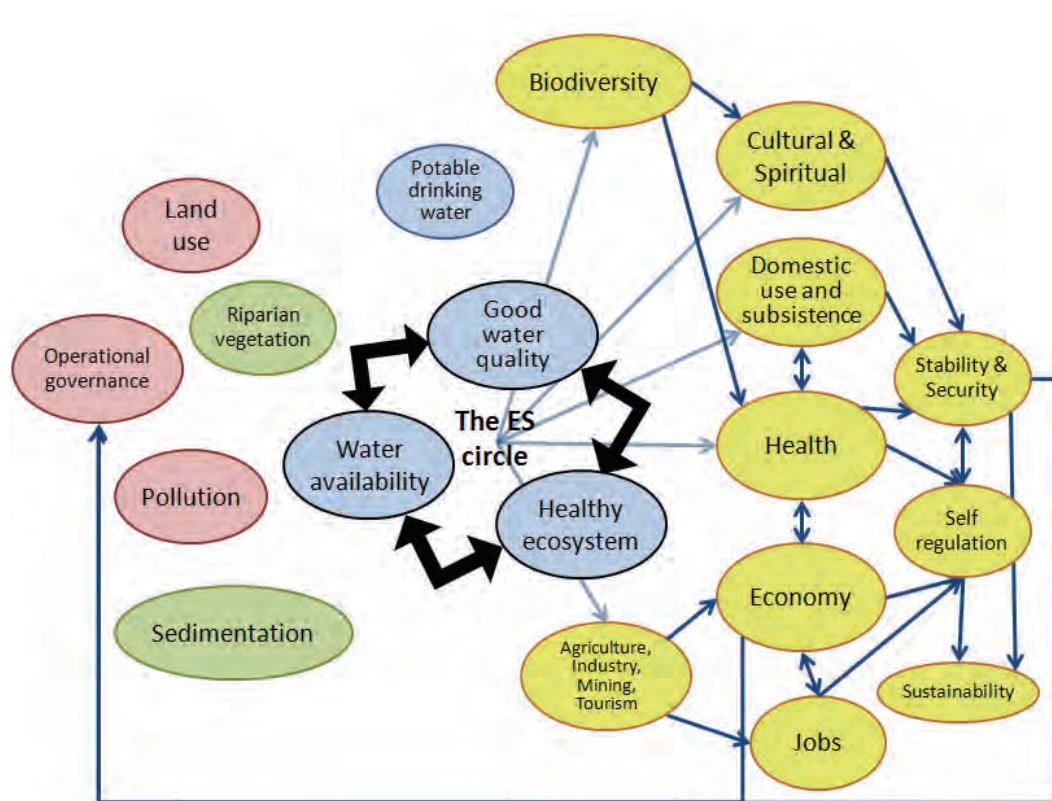 Biodiversity
Cultural &
Spiritual
Potable
drinking
water
Land
use
Domestic
use and
subsistence
Riparian
vegetation
Good
water
quality
Operational
governance
Stability &
Security
The ES
circle
Water
availability
Health
Pollution
Healthy
ecosystem
Self
regulation
Economy
Sedimentation
Agriculture,
Industry,
Mining,
Tourism
Sustainability
Jobs